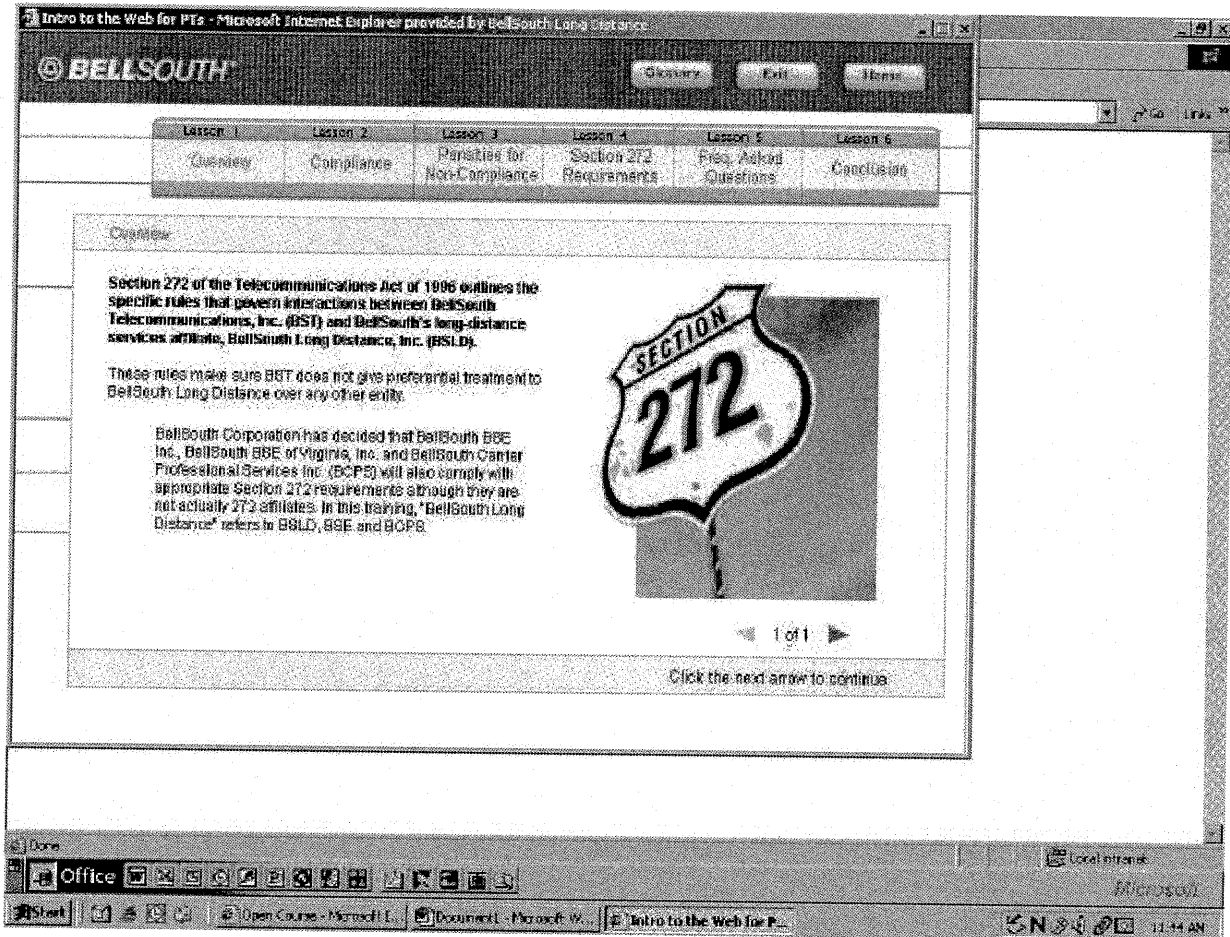 Intro to the Web for PTs - Microsoft Internet Explorer provided by BellSouth Long Distance
BELLSOUTH
Glossary Exit Home
Go Links
Lesson 1 Lesson 2 Lesson 3 Lesson 4 Lesson 5 Lesson 6
Overview Compliance Penalties for Section 272 Freq. Asked Conclusion
Non-Compliance Requirements Questions
Overview
Section 272 of the Telecommunications Act of 1996 outlines the
specific rules that govern interactions between BellSouth
Telecommunications, Inc. (BST) and BellSouth's long-distance
services affiliate, BellSouth Long Distance, Inc. (BSLD).
These rules make sure BST does not give preferential treatment to
BellSouth Long Distance over any other entity.
BellSouth Corporation has decided that BellSouth BSE
Inc., BellSouth BSE of Virginia, Inc. and BellSouth Carrier
Professional Services Inc. (BCPS) will also comply with
appropriate Section 272 requirements although they are
not actually 272 affiliates. In this training, "BellSouth Long
Distance" refers to BSLD, BSE and BCPS.
SECTION
272
1 of 1
Click the next arrow to continue
Done
Local intranet
Office
Microsoft
Start Open Course - Microsoft I... Document1 - Microsoft W... Intro to the Web for P...
11:44 AM